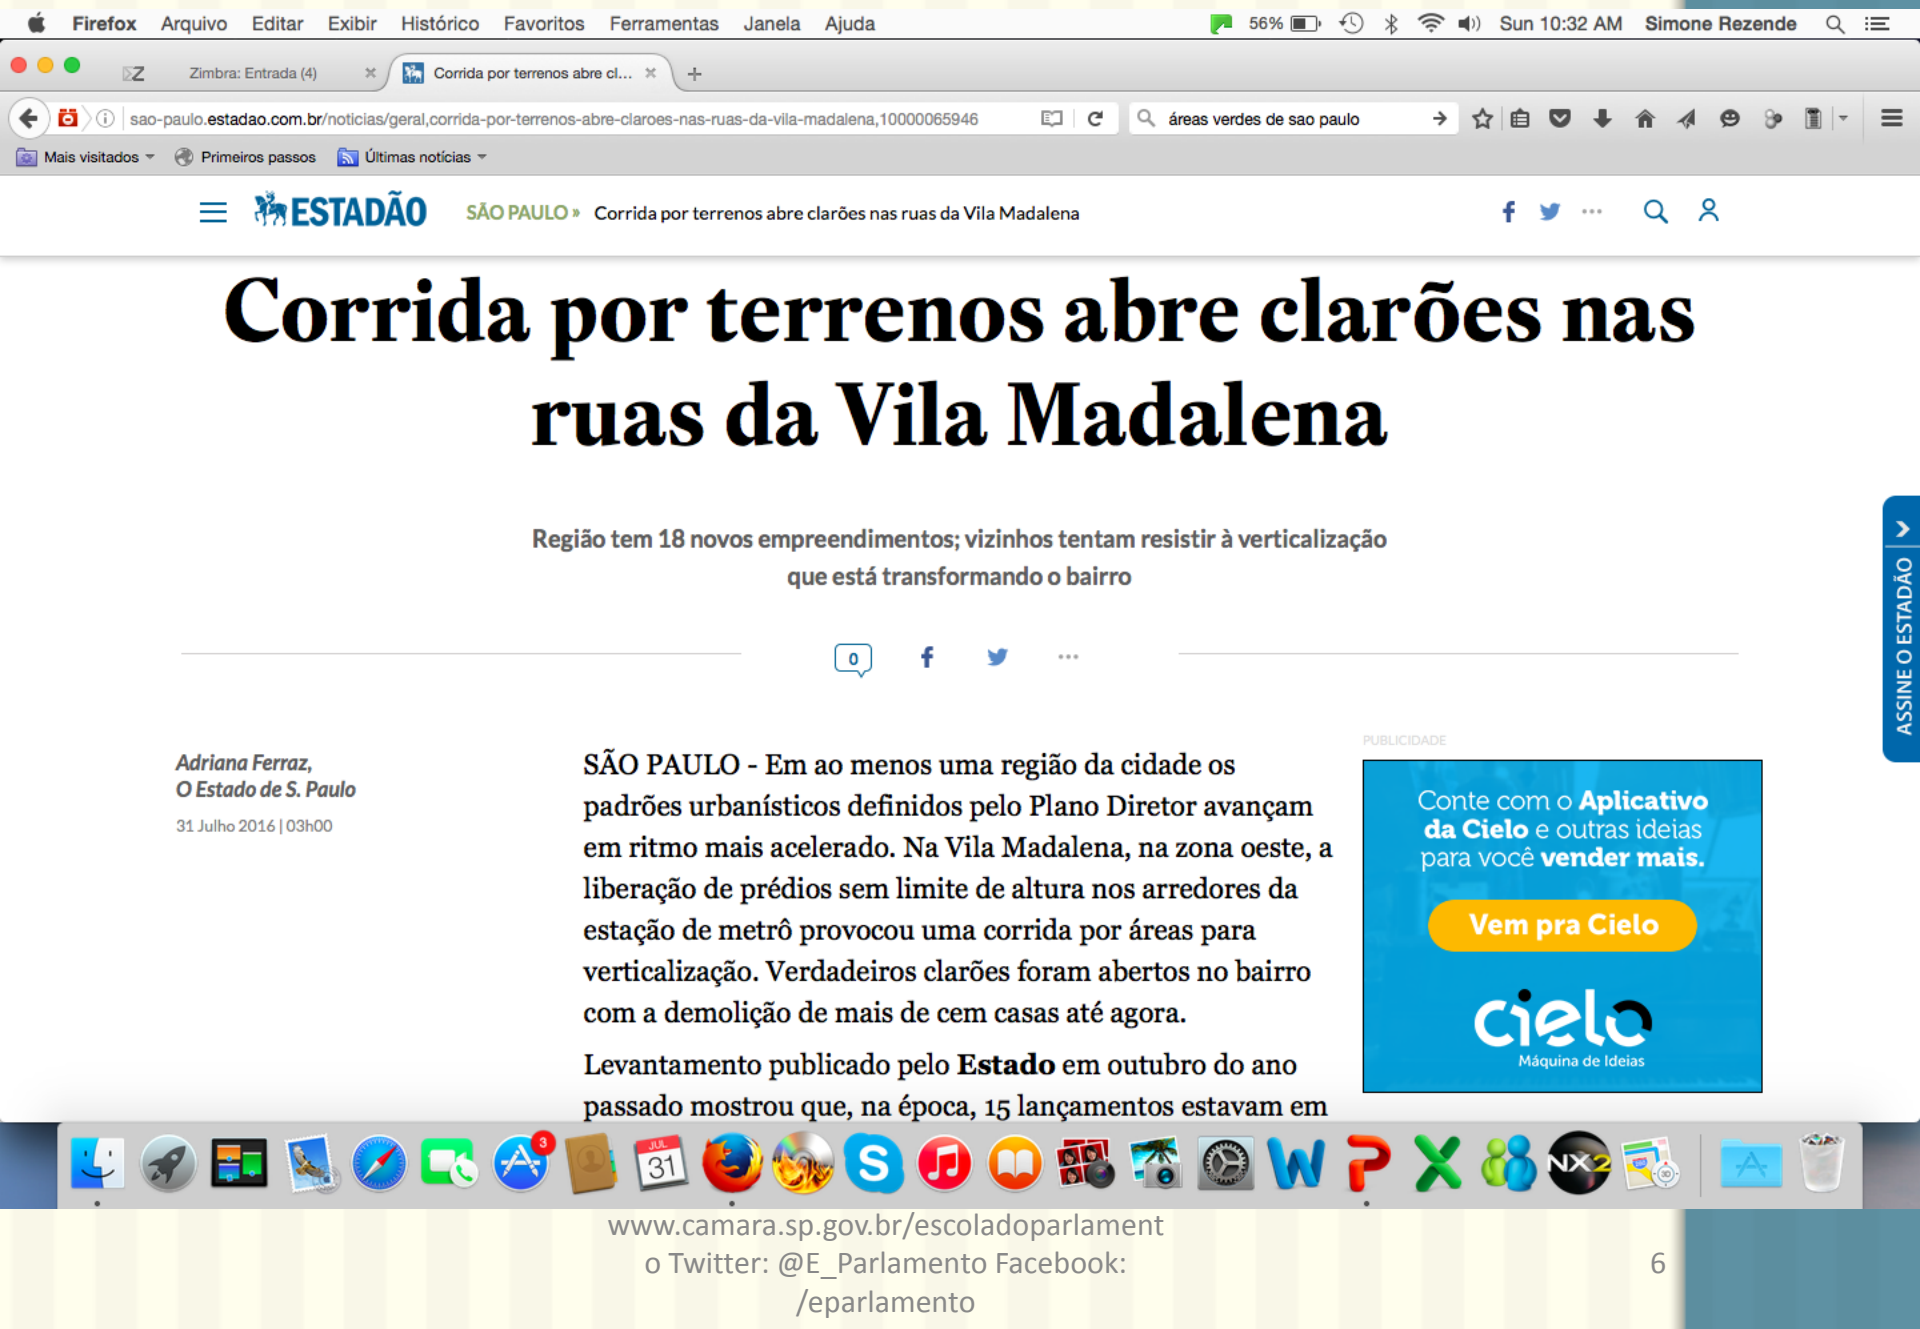 Firefox Arquivo Editar Exibir Histórico Favoritos Ferramentas Janela Ajuda 56% Sun 10:32 AM Simone Rezende
Zimbra: Entrada (4) Corrida por terrenos abre cl...
sao-paulo.estadao.com.br/noticias/geral,corrida-por-terrenos-abre-claroes-nas-ruas-da-vila-madalena,10000065946 áreas verdes de sao paulo
Mais visitados Primeiros passos Últimas notícias
ESTADÃO SÃO PAULO » Corrida por terrenos abre clarões nas ruas da Vila Madalena
Corrida por terrenos abre clarões nas
ruas da Vila Madalena
Região tem 18 novos empreendimentos; vizinhos tentam resistir à verticalização
que está transformando o bairro
ASSINE O ESTADÃO
0
Adriana Ferraz,
O Estado de S. Paulo
31 Julho 2016 | 03h00
SÃO PAULO - Em ao menos uma região da cidade os
padrões urbanísticos definidos pelo Plano Diretor avançam
em ritmo mais acelerado. Na Vila Madalena, na zona oeste, a
liberação de prédios sem limite de altura nos arredores da
estação de metrô provocou uma corrida por áreas para
verticalização. Verdadeiros clarões foram abertos no bairro
com a demolição de mais de cem casas até agora.
Levantamento publicado pelo Estado em outubro do ano
passado mostrou que, na época, 15 lançamentos estavam em
PUBLICIDADE
Conte com o Aplicativo
da Cielo e outras ideias
para você vender mais.
Vem pra Cielo
cielo
Máquina de Ideias
3
JUL
31
NX2
3D
www.camara.sp.gov.br/escoladoparlament
o Twitter: @E_Parlamento Facebook:
/eparlamento
6